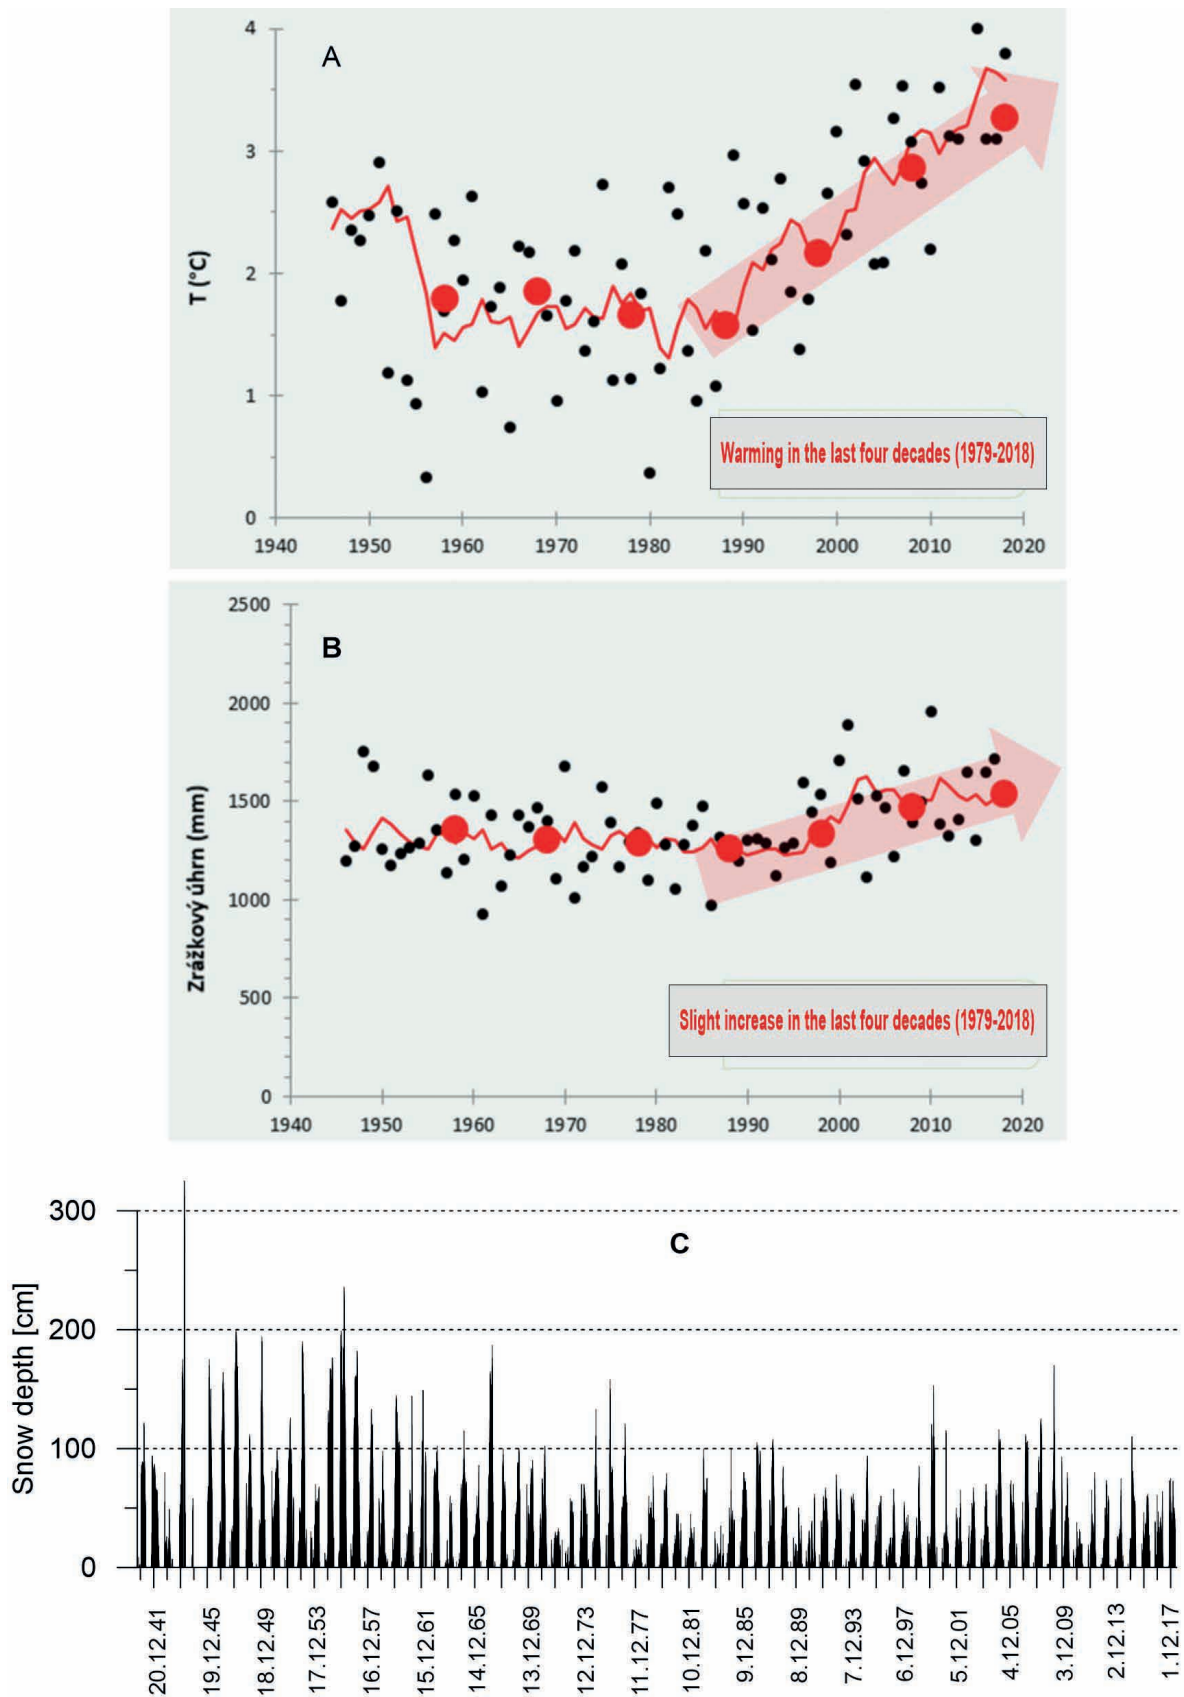 4
A
3
T (°C)
2
1
Warming in the last four decades (1979-2018)
0
1940 1950 1960 1970 1980 1990 2000 2010 2020
2500
B
2000
1500
Zrážkový úhrn (mm)
1000
500
Slight increase in the last four decades (1979-2018)
0
1940 1950 1960 1970 1980 1990 2000 2010 2020
300
C
200
Snow depth [cm]
100
0
20.12.41 19.12.45 18.12.49 17.12.53 16.12.57 15.12.61 14.12.65 13.12.69 12.12.73 11.12.77 10.12.81 9.12.85 8.12.89 7.12.93 6.12.97 5.12.01 4.12.05 3.12.09 2.12.13 1.12.17